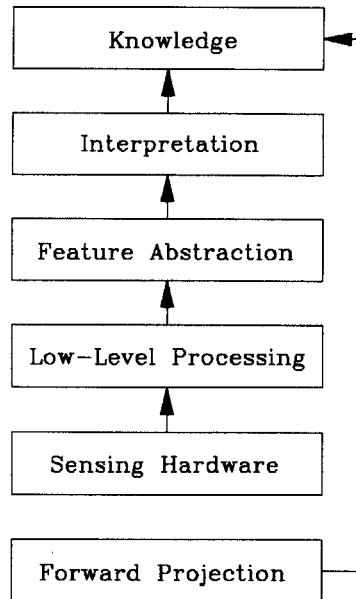 Knowledge
Interpretation
Feature Abstraction
Low-Level Processing
Sensing Hardware
Forward Projection